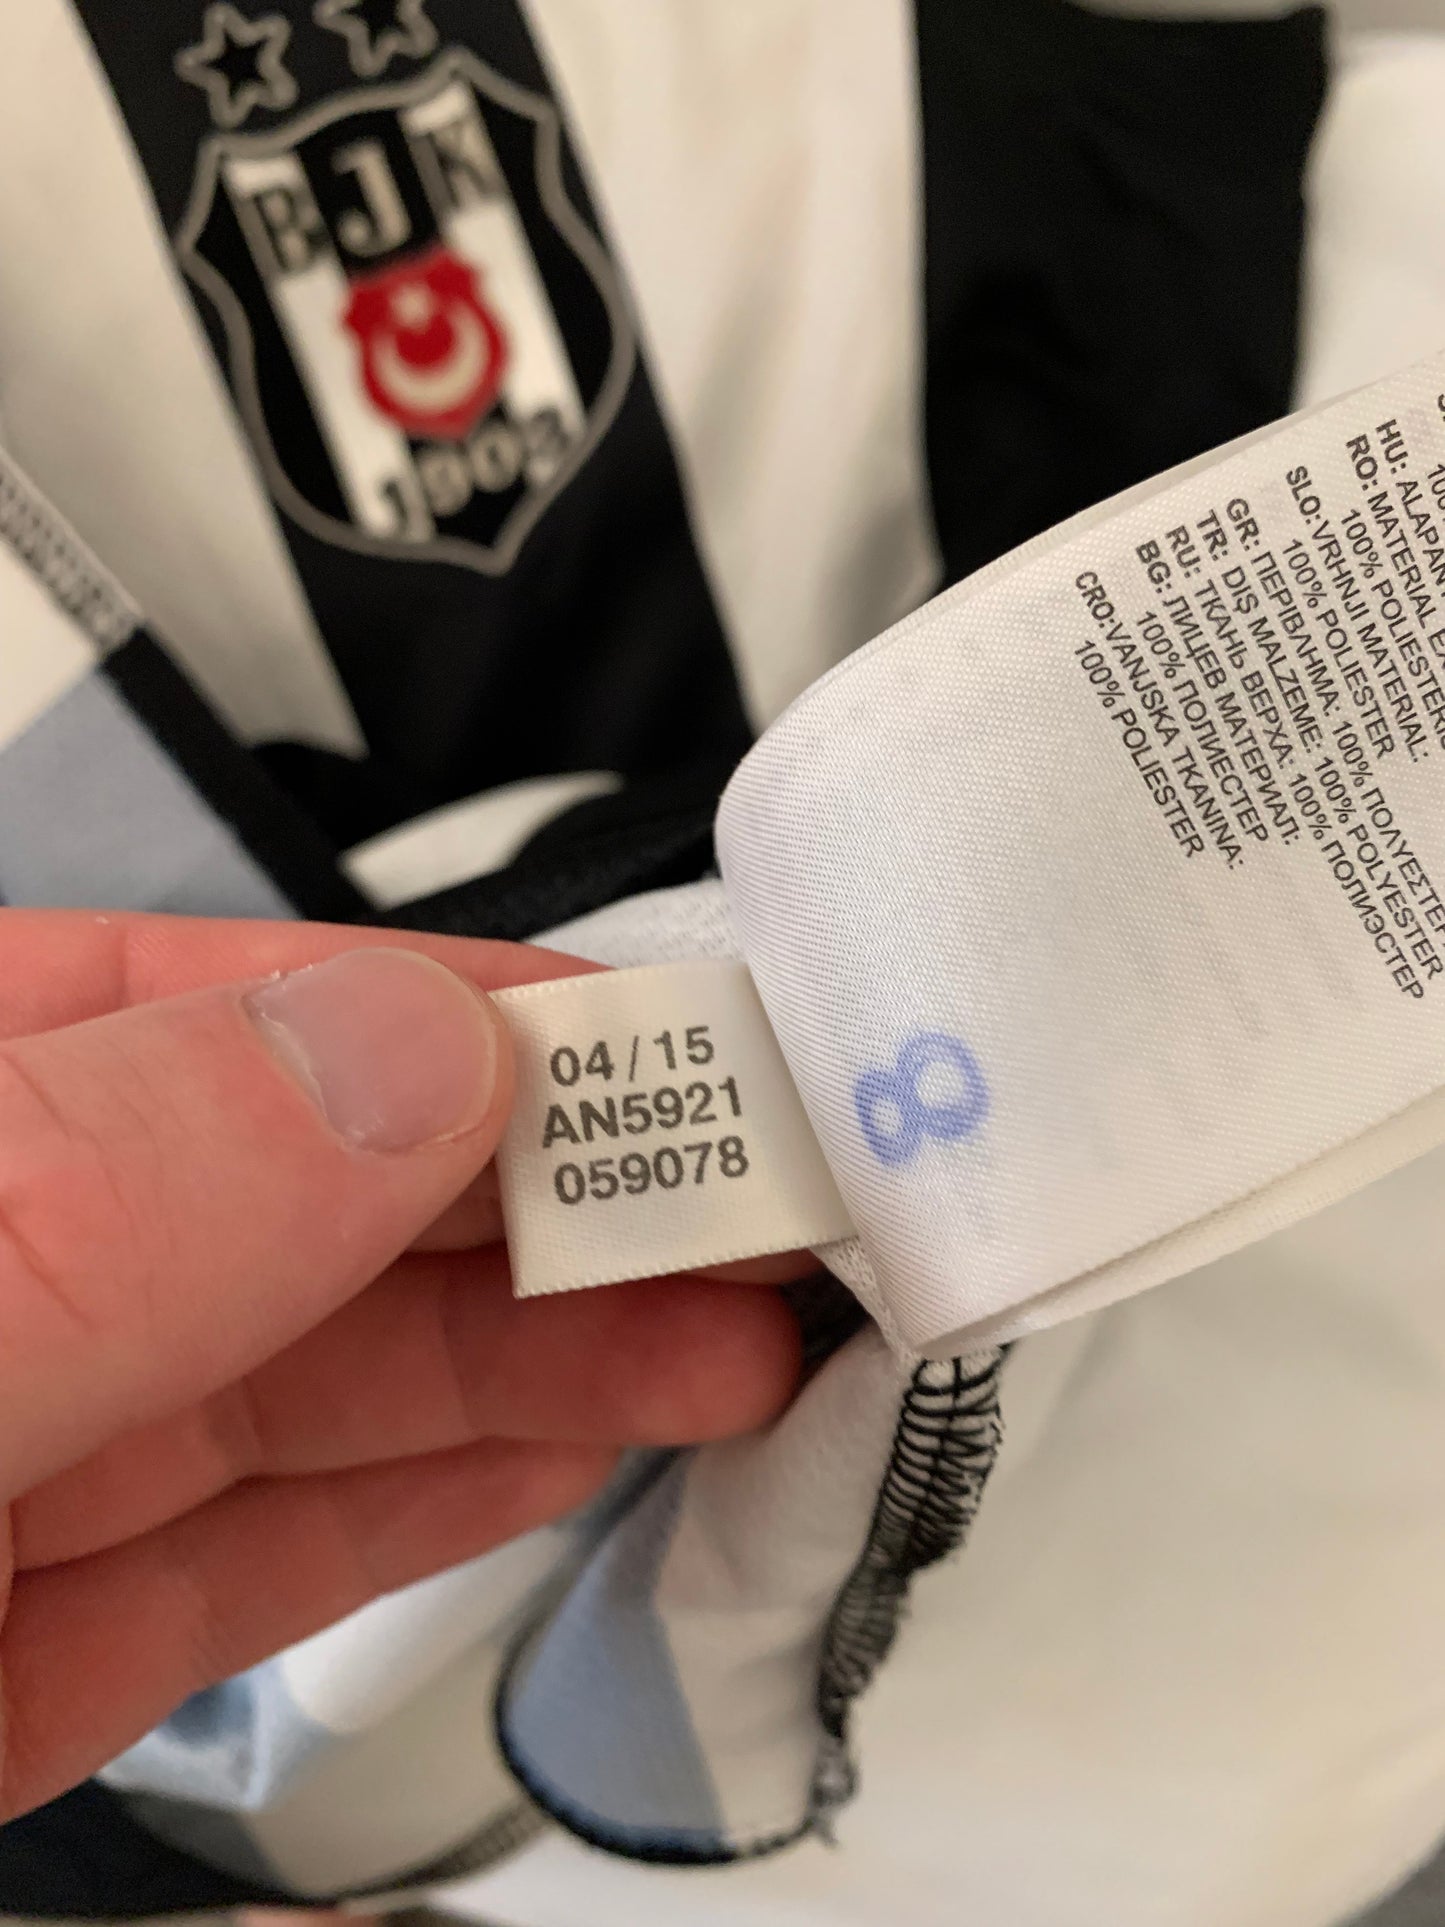 BJK
1903
04/15
AN5921
059078
8
HU: ALAPAN
RO: MATERIAL
100% POLIESTER
SLO: VRHNJI MATERIAL:
100% POLIESTER
GR: ΠΕΡΙΒΛΗΜΑ: 100% ΠΟΛΥΕΣΤΕΡ
TR: DIŞ MALZEME: 100% POLYESTER
RU: ТКАНЬ ВЕРХА: 100% ПОЛИЭСТЕР
BG: ЛИЦЕВ МАТЕРИАЛ:
100% ПОЛИЕСТЕР
CRO: VANJSKA TKANINA:
100% POLIESTER